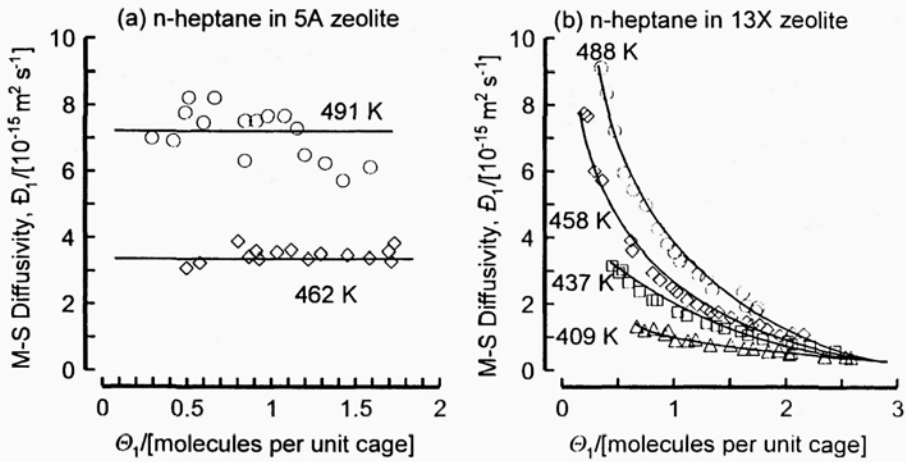 (a) n-heptane in 5A zeolite
M-S Diffusivity, Đ₁/[10⁻¹⁵ m² s⁻¹]
10
8
6
4
2
0
491 K
462 K
0
0.5
1
1.5
2
Θ₁/[molecules per unit cage]
(b) n-heptane in 13X zeolite
M-S Diffusivity, Đ₁/[10⁻¹⁵ m² s⁻¹]
10
8
6
4
2
0
488 K
458 K
437 K
409 K
0
1
2
3
Θ₁/[molecules per unit cage]